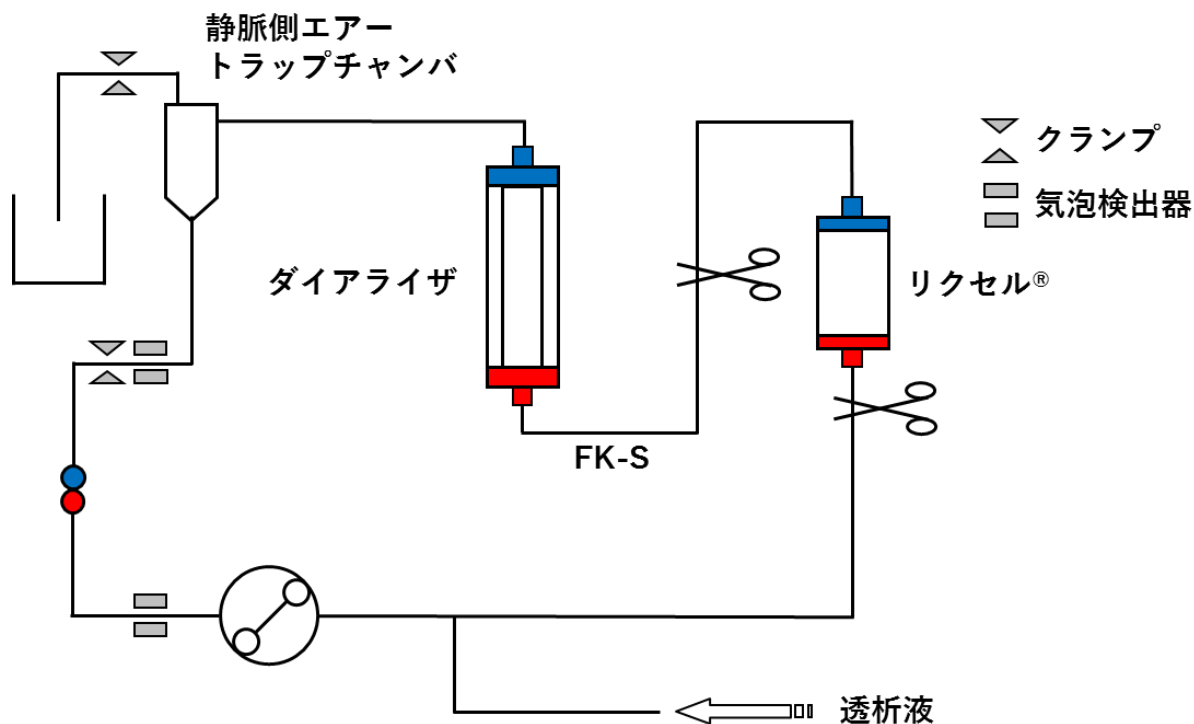 静脈側エアー
トラップチャンバ
クランプ
気泡検出器
ダイアライザ
リクセル®
FK-S
透析液